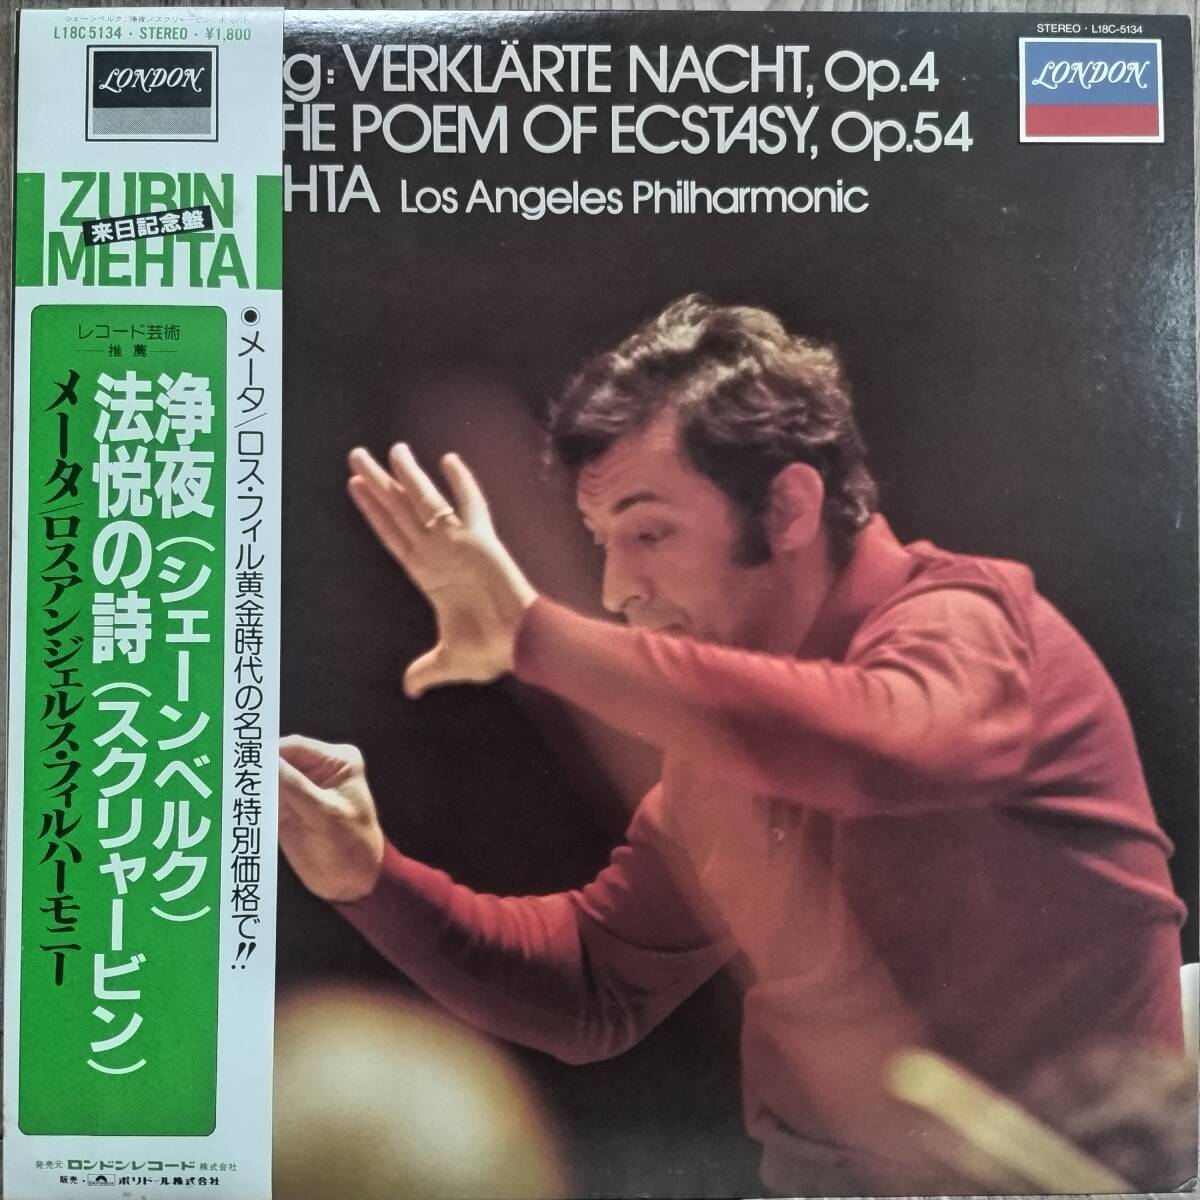 シェーンベルク:浄夜/スクリャービン:
L18C5134・STEREO・¥1,800
LONDON
ZUBIN
MEHTA
来日記念盤
◉メータ/ロス・フィル黄金時代の名演を特別価格で!!
レコード芸術
推薦
浄夜(シェーンベルク)
法悦の詩(スクリャービン)
メータ/ロスアンジェルス・フィルハーモニー
発売元 ロンドンレコード 株式会社
販売・ポリドール株式会社
STEREO・L18C-5134
LONDON
rg: VERKLÄRTE NACHT, Op.4
HE POEM OF ECSTASY, Op.54
HTA Los Angeles Philharmonic